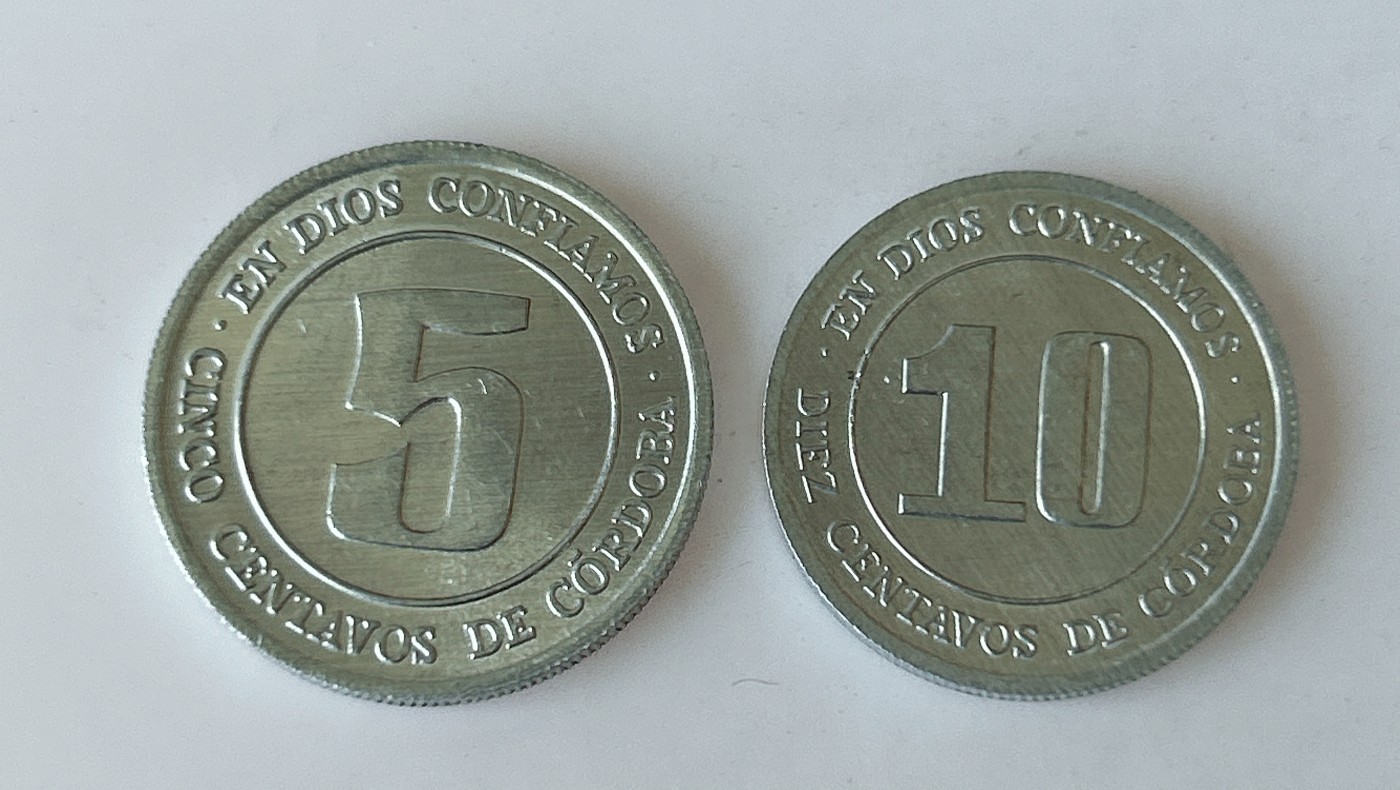 · EN DIOS CONFIAMOS ·
CINCO CENTAVOS DE CÓRDOBA
5
· EN DIOS CONFIAMOS ·
DIEZ CENTAVOS DE CÓRDOBA
10